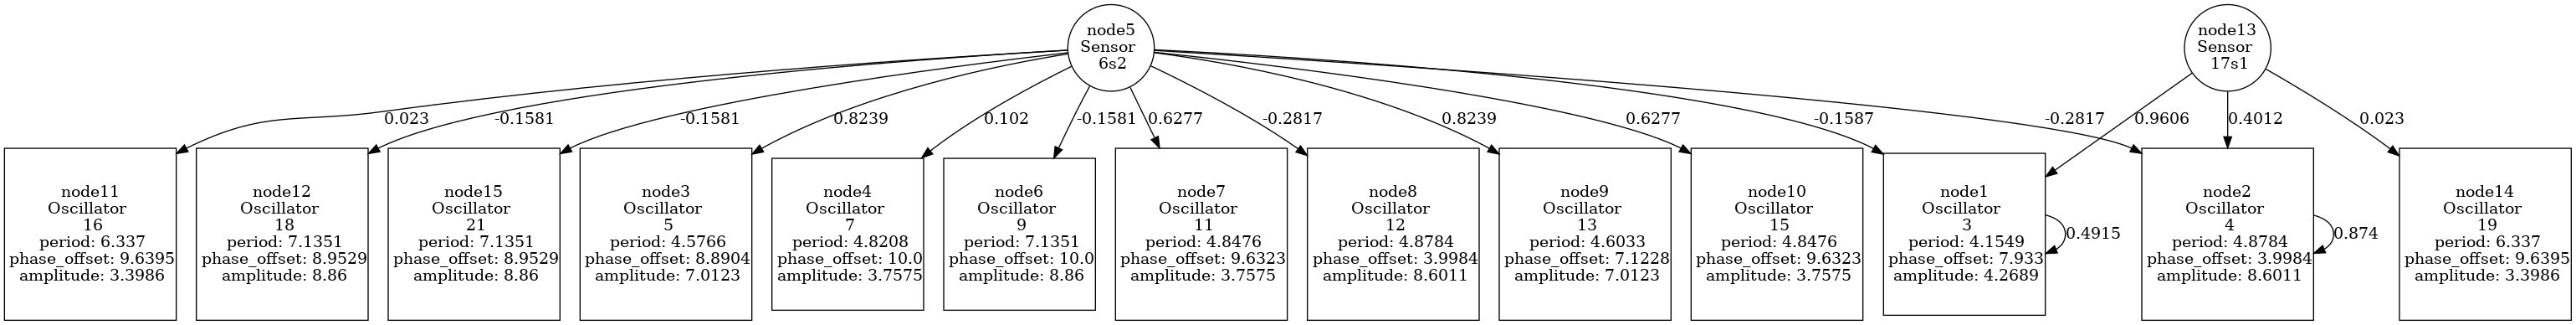 node5
Sensor
6s2
node13
Sensor
17s1
0.023
-0.1581
-0.1581
0.8239
0.102
-0.1581
0.6277
-0.2817
0.8239
0.6277
-0.1587
0.9606
-0.2817
0.4012
0.023
node11
Oscillator
16
period: 6.337
phase_offset: 9.6395
amplitude: 3.3986
node12
Oscillator
18
period: 7.1351
phase_offset: 8.9529
amplitude: 8.86
node15
Oscillator
21
period: 7.1351
phase_offset: 8.9529
amplitude: 8.86
node3
Oscillator
5
period: 4.5766
phase_offset: 8.8904
amplitude: 7.0123
node4
Oscillator
7
period: 4.8208
phase_offset: 10.0
amplitude: 3.7575
node6
Oscillator
9
period: 7.1351
phase_offset: 10.0
amplitude: 8.86
node7
Oscillator
11
period: 4.8476
phase_offset: 9.6323
amplitude: 3.7575
node8
Oscillator
12
period: 4.8784
phase_offset: 3.9984
amplitude: 8.6011
node9
Oscillator
13
period: 4.6033
phase_offset: 7.1228
amplitude: 7.0123
node10
Oscillator
15
period: 4.8476
phase_offset: 9.6323
amplitude: 3.7575
node1
Oscillator
3
period: 4.1549
phase_offset: 7.933
amplitude: 4.2689
0.4915
node2
Oscillator
4
period: 4.8784
phase_offset: 3.9984
amplitude: 8.6011
0.874
node14
Oscillator
19
period: 6.337
phase_offset: 9.6395
amplitude: 3.3986